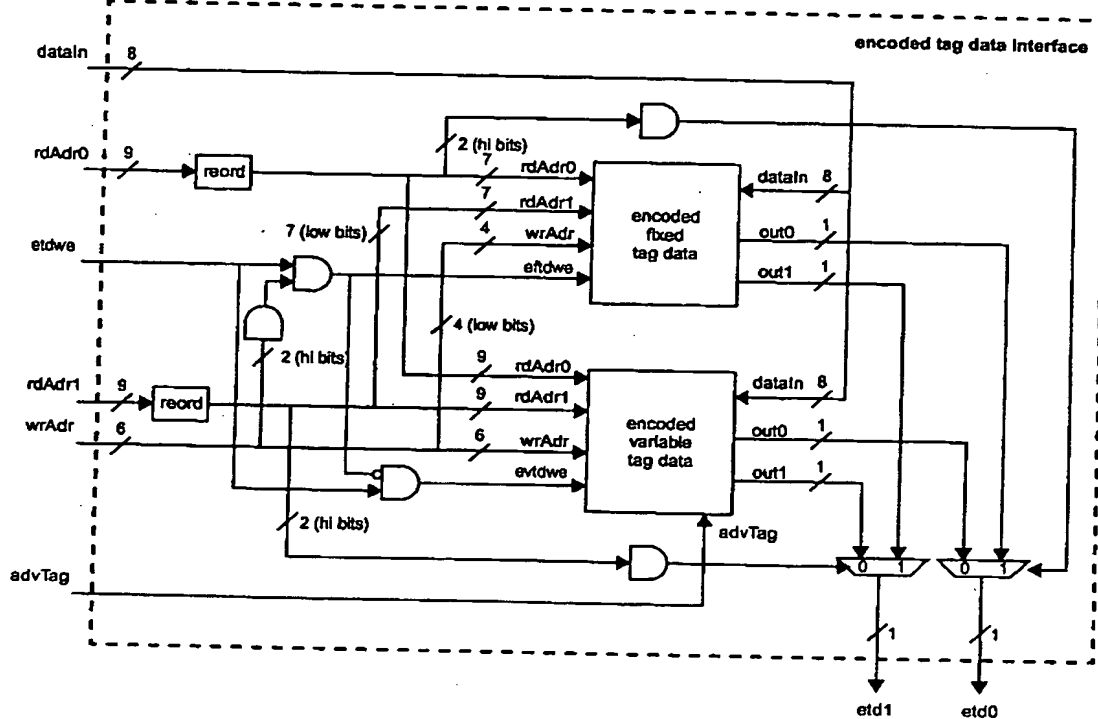 encoded tag data Interface
dataIn
8
2 (hi bits)
rdAdr0
9
reord
7
rdAdr0
dataIn
8
7
rdAdr1
encoded
fixed
tag data
7 (low bits)
4
wrAdr
out0
1
etdwe
eftdwe
out1
1
4 (low bits)
2 (hi bits)
9
rdAdr0
dataIn
8
rdAdr1
9
reord
9
rdAdr1
encoded
variable
tag data
wrAdr
6
6
wrAdr
out0
1
evtdwe
out1
1
2 (hi bits)
advTag
0
1
0
1
advTag
1
1
etd1
etd0